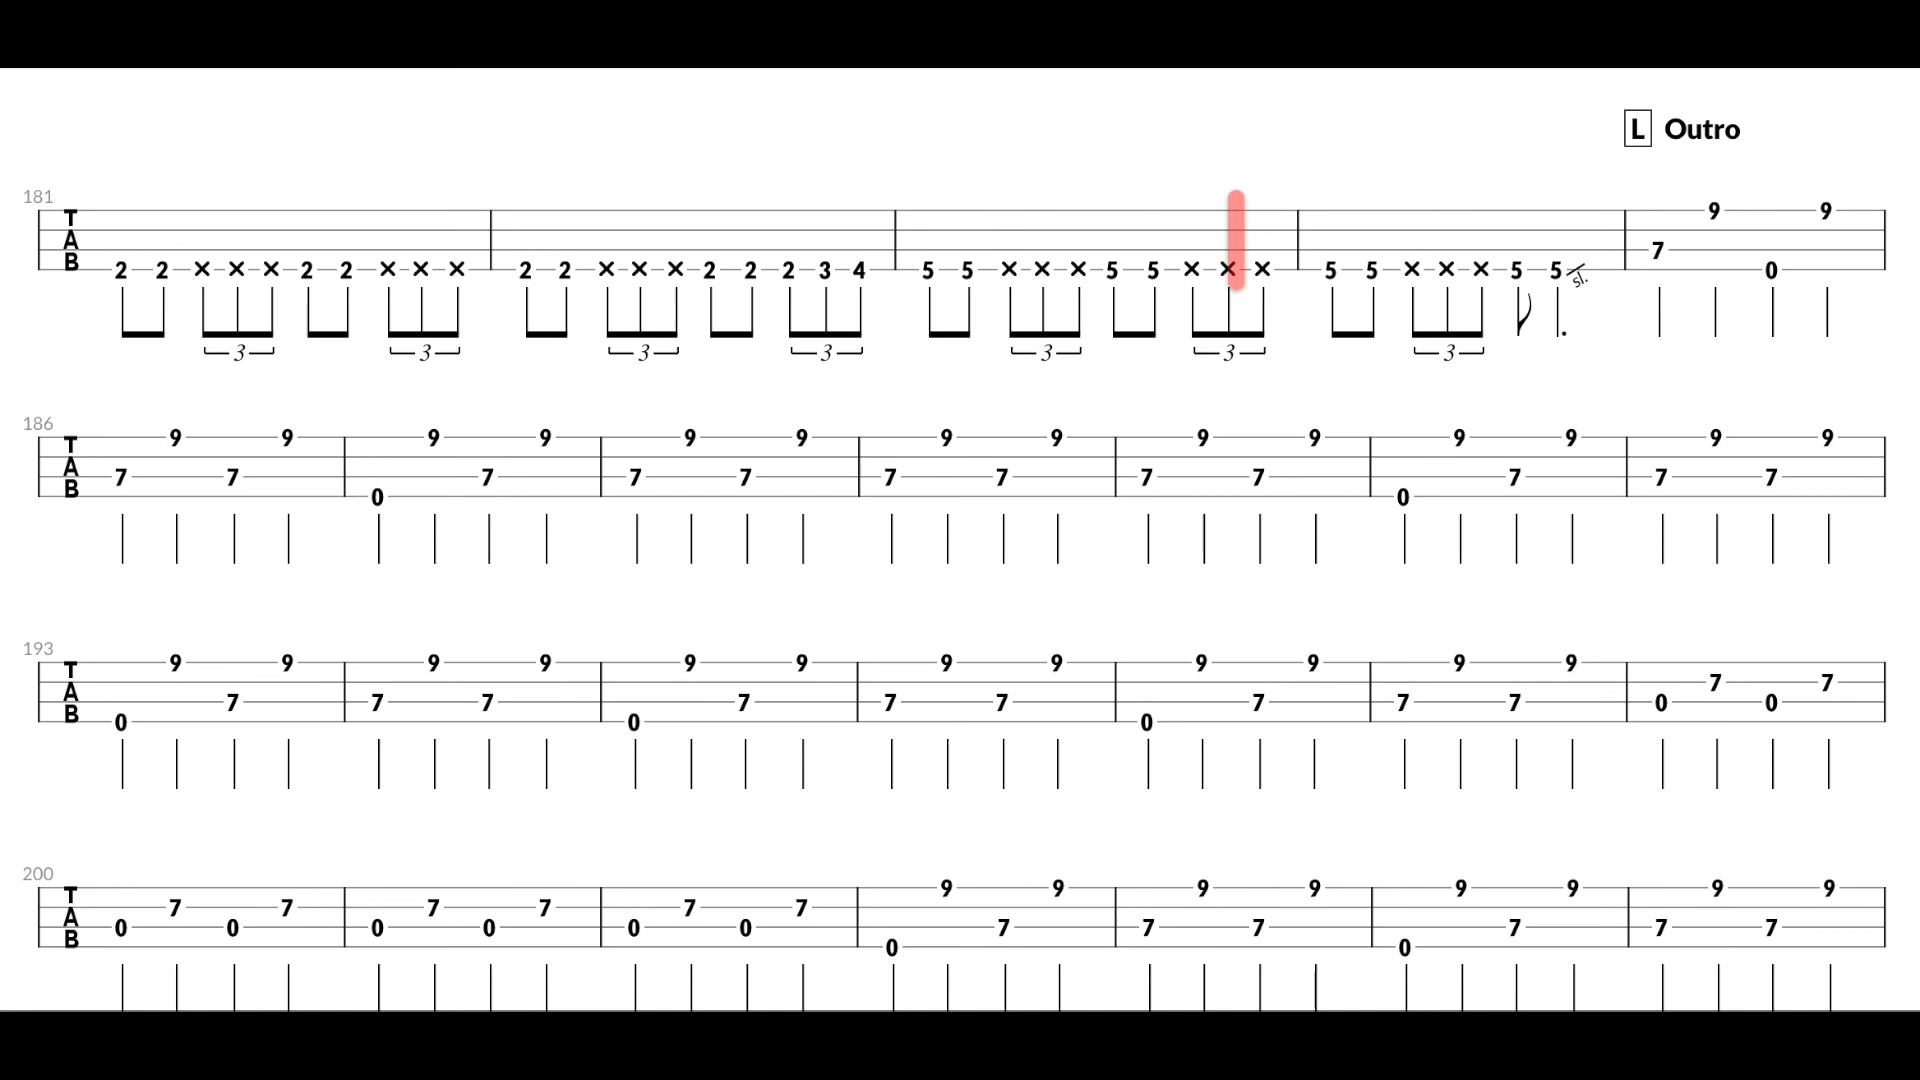 L Outro
181
T 9 9
A 7
B 2 2 × × × 2 2 × × × 2 2 × × × 2 2 2 3 4 5 5 × × × 5 5 × × × 5 5 × × × 5 5 sl. 0
3 3 3 3 3 3 3
186
T 9 9 9 9 9 9 9 9 9 9 9 9 9 9
A 7 7 7 7 7 7 7 7 7 7 7 7
B 0 0
193
T 9 9 9 9 9 9 9 9 9 9 9 9
7 7
A 7 7 7 7 7 7 7 7 7 0 0
B 0 0 0
200
T 9 9 9 9 9 9 9 9
7 7 7 7 7 7
A 0 0 0 0 0 0 7 7 7 7 7 7
B 0 0